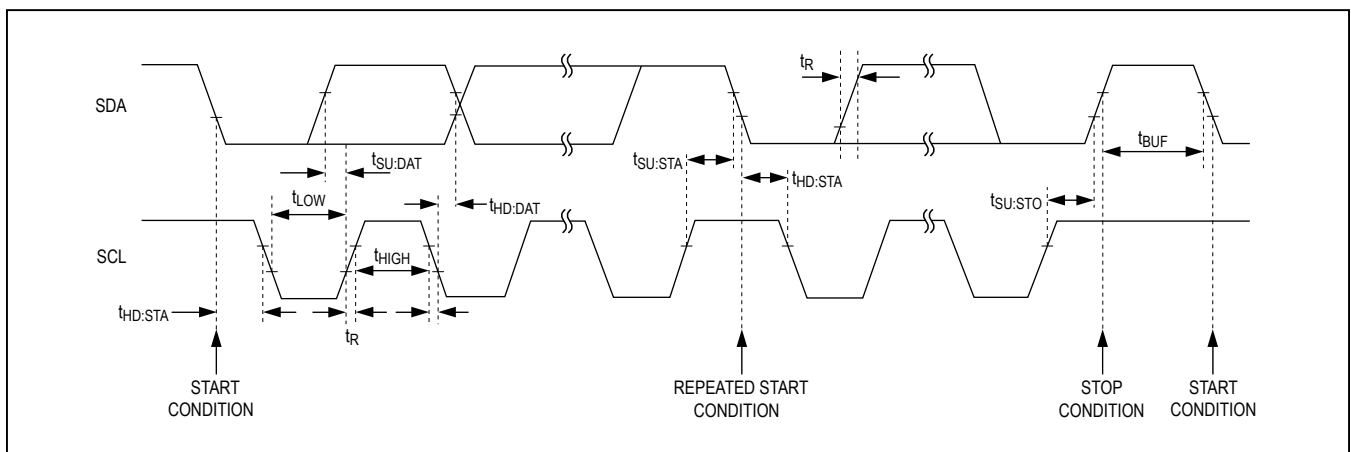 SDA
tR
tSU:DAT
tSU:STA
tBUF
tLOW
tHD:STA
tHD:DAT
tSU:STO
SCL
tHIGH
tHD:STA
tR
START
CONDITION
REPEATED START
CONDITION
STOP
CONDITION
START
CONDITION